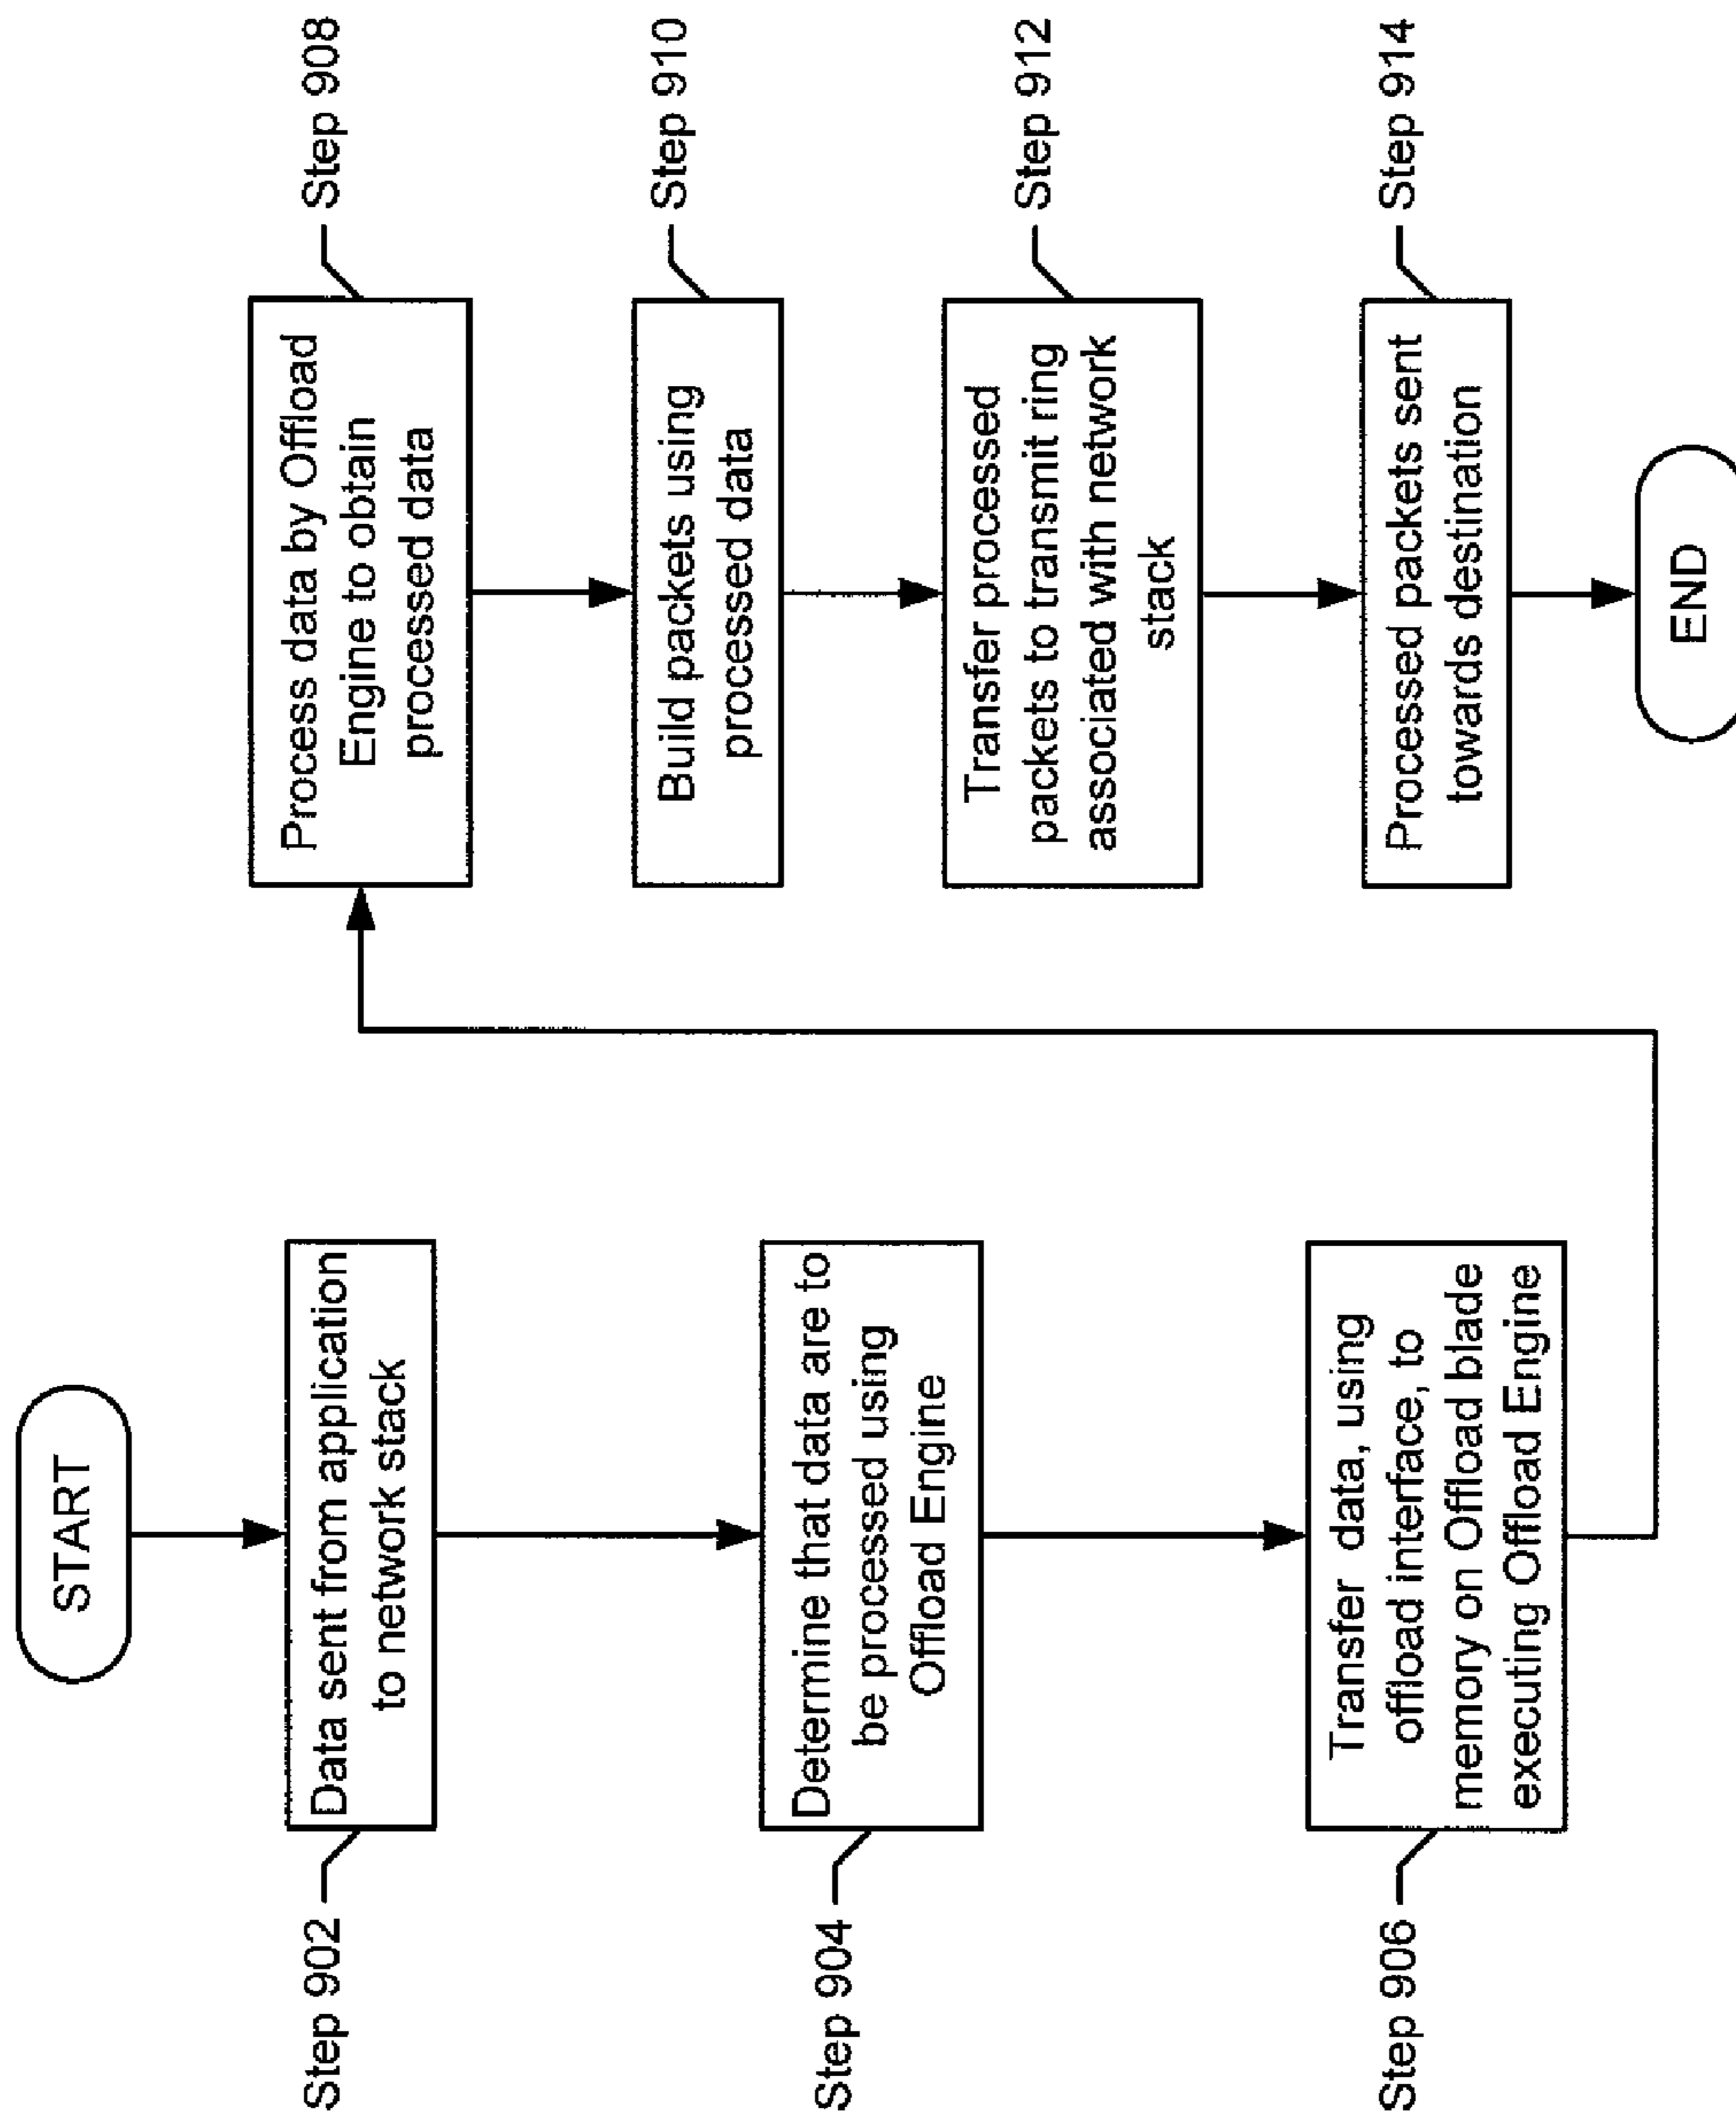 START
Step 902
Data sent from application
to network stack
Step 904
Determine that data are to
be processed using
Offload Engine
Step 906
Transfer data, using
offload interface, to
memory on Offload blade
executing Offload Engine
Process data by Offload
Engine to obtain
processed data
Step 908
Build packets using
processed data
Step 910
Transfer processed
packets to transmit ring
associated with network
stack
Step 912
Processed packets sent
towards destination
Step 914
END